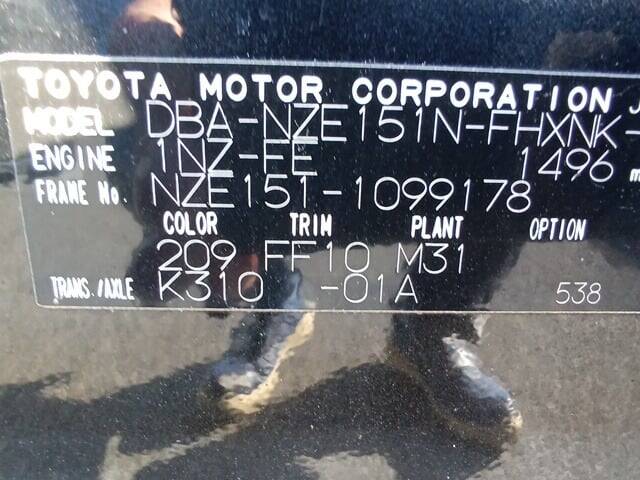 TOYOTA MOTOR CORPORATION
MODEL DBA-NZE151N-FHXNK-
ENGINE 1NZ-FE 1496
FRAME No. NZE151-1099178
COLOR TRIM PLANT OPTION
209 FF10 M31
TRANS./AXLE K310 -01A 538